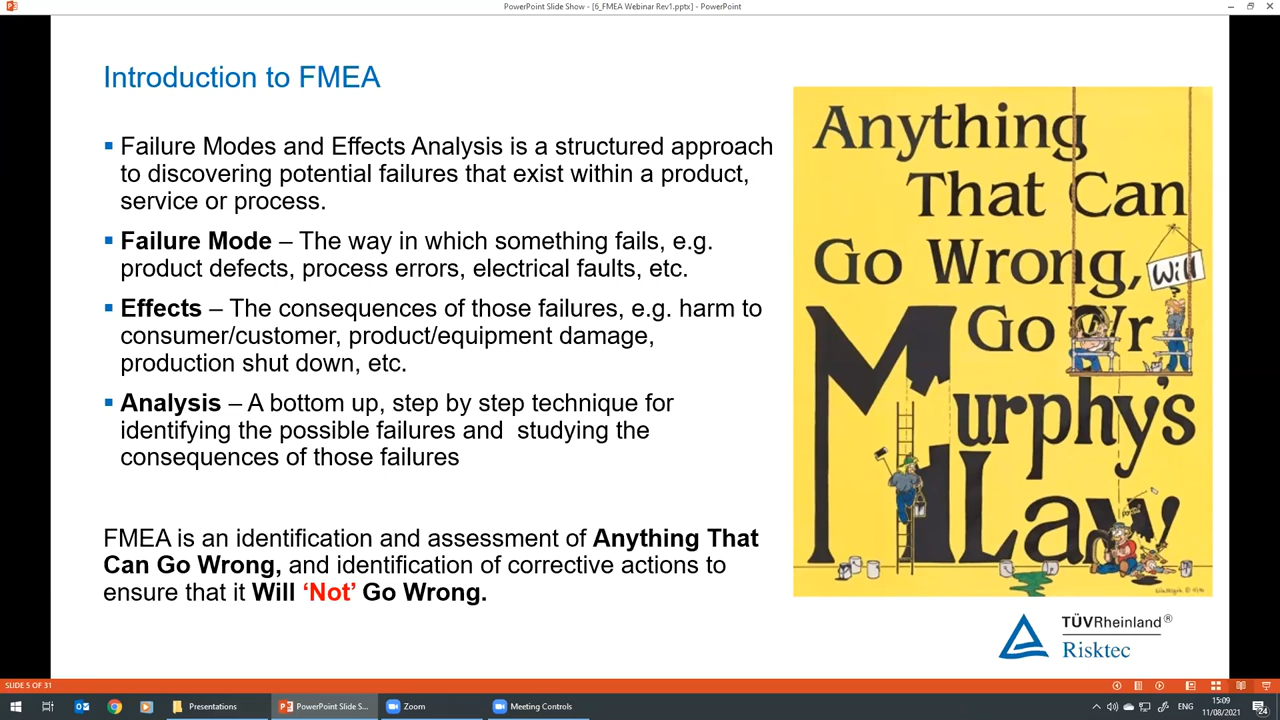 PowerPoint Slide Show - [6_FMEA Webinar Rev1.pptx] - PowerPoint
Introduction to FMEA
Failure Modes and Effects Analysis is a structured approach
to discovering potential failures that exist within a product,
service or process.
Failure Mode – The way in which something fails, e.g.
product defects, process errors, electrical faults, etc.
Effects – The consequences of those failures, e.g. harm to
consumer/customer, product/equipment damage,
production shut down, etc.
Analysis – A bottom up, step by step technique for
identifying the possible failures and  studying the
consequences of those failures
FMEA is an identification and assessment of Anything That
Can Go Wrong, and identification of corrective actions to
ensure that it Will ‘Not’ Go Wrong.
Anything
That Can
Go Wrong,
Will
Go Wr
Murphy's
Law
TÜVRheinland®
Risktec
SLIDE 5 OF 31
Presentations
PowerPoint Slide S...
Zoom
Meeting Controls
ENG
15:09
11/08/2021
24